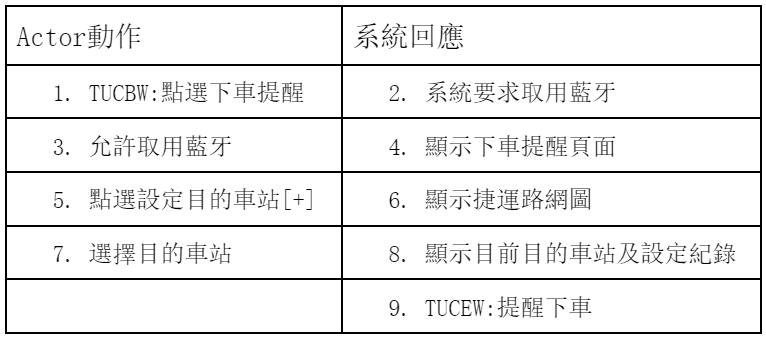 Actor動作 系統回應
1. TUCBW:點選下車提醒 2. 系統要求取用藍牙
3. 允許取用藍牙 4. 顯示下車提醒頁面
5. 點選設定目的車站[+] 6. 顯示捷運路網圖
7. 選擇目的車站 8. 顯示目前目的車站及設定紀錄
9. TUCEW:提醒下車